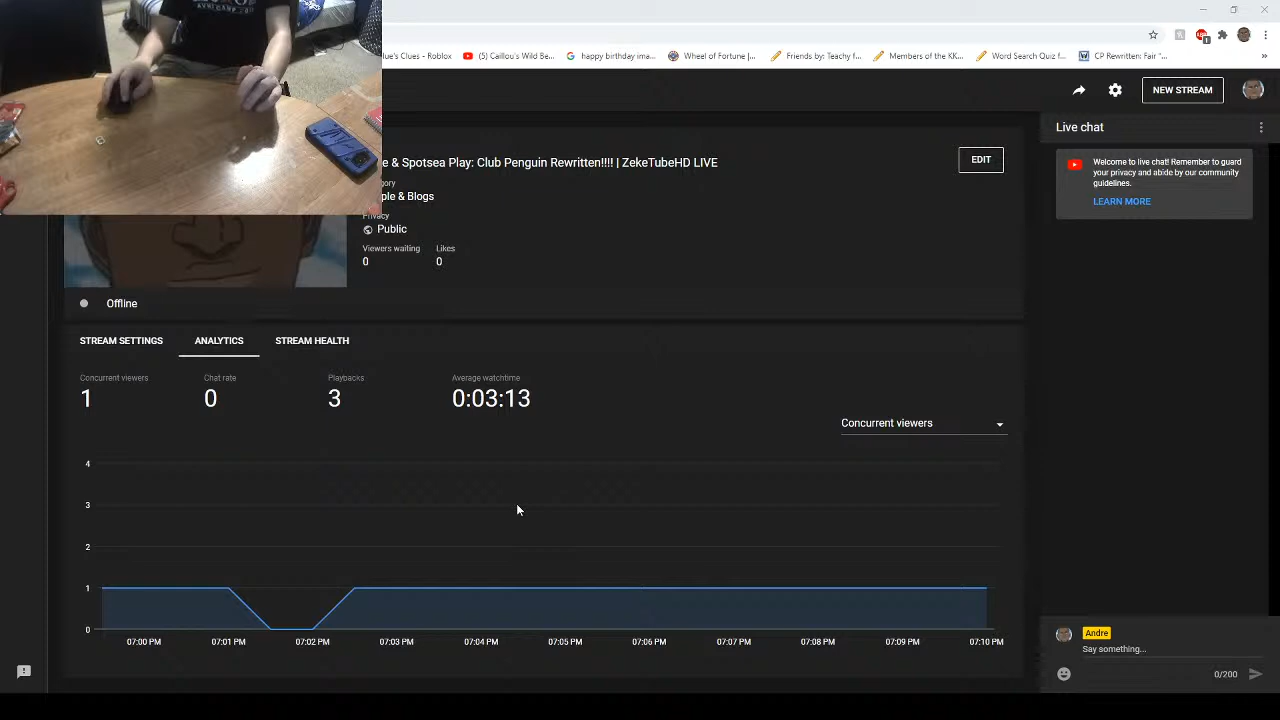 ue's Clues - Roblox
(5) Caillou's Wild Be...
happy birthday ima...
Wheel of Fortune |...
Friends by: Teachy f...
Members of the KK...
Word Search Quiz f...
CP Rewritten: Fair "...
NEW STREAM
e & Spotsea Play: Club Penguin Rewritten!!!! | ZekeTubeHD LIVE
EDIT
gory
ple & Blogs
Privacy
Public
Viewers waiting
Likes
0
0
Offline
STREAM SETTINGS
ANALYTICS
STREAM HEALTH
Concurrent viewers
Chat rate
Playbacks
Average watchtime
1
0
3
0:03:13
Concurrent viewers
4
3
2
1
0
07:00 PM
07:01 PM
07:02 PM
07:03 PM
07:04 PM
07:05 PM
07:06 PM
07:07 PM
07:08 PM
07:09 PM
07:10 PM
Live chat
Welcome to live chat! Remember to guard
your privacy and abide by our community
guidelines.
LEARN MORE
Andre
Say something...
0/200